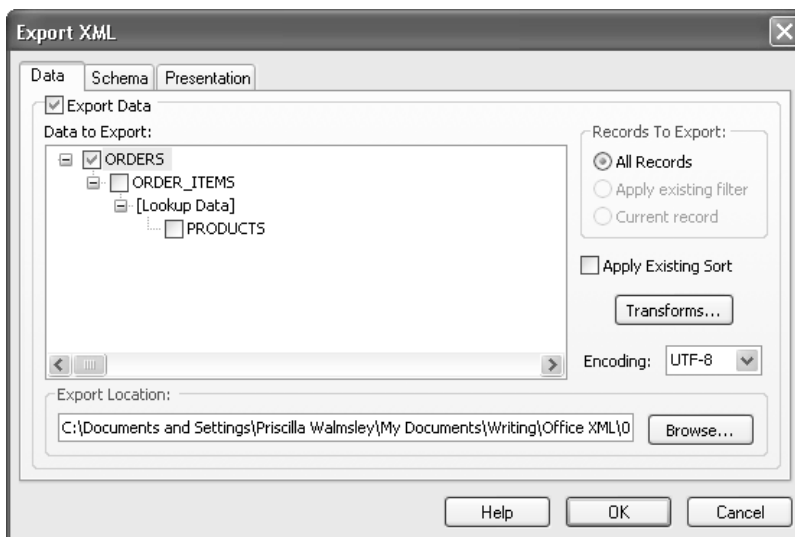 Export XML
Data Schema Presentation
Export Data
Data to Export:
ORDERS
ORDER_ITEMS
[Lookup Data]
PRODUCTS
Records To Export:
All Records
Apply existing filter
Current record
Apply Existing Sort
Transforms...
Encoding: UTF-8
Export Location:
C:\Documents and Settings\Priscilla Walmsley\My Documents\Writing\Office XML\0 Browse...
Help OK Cancel